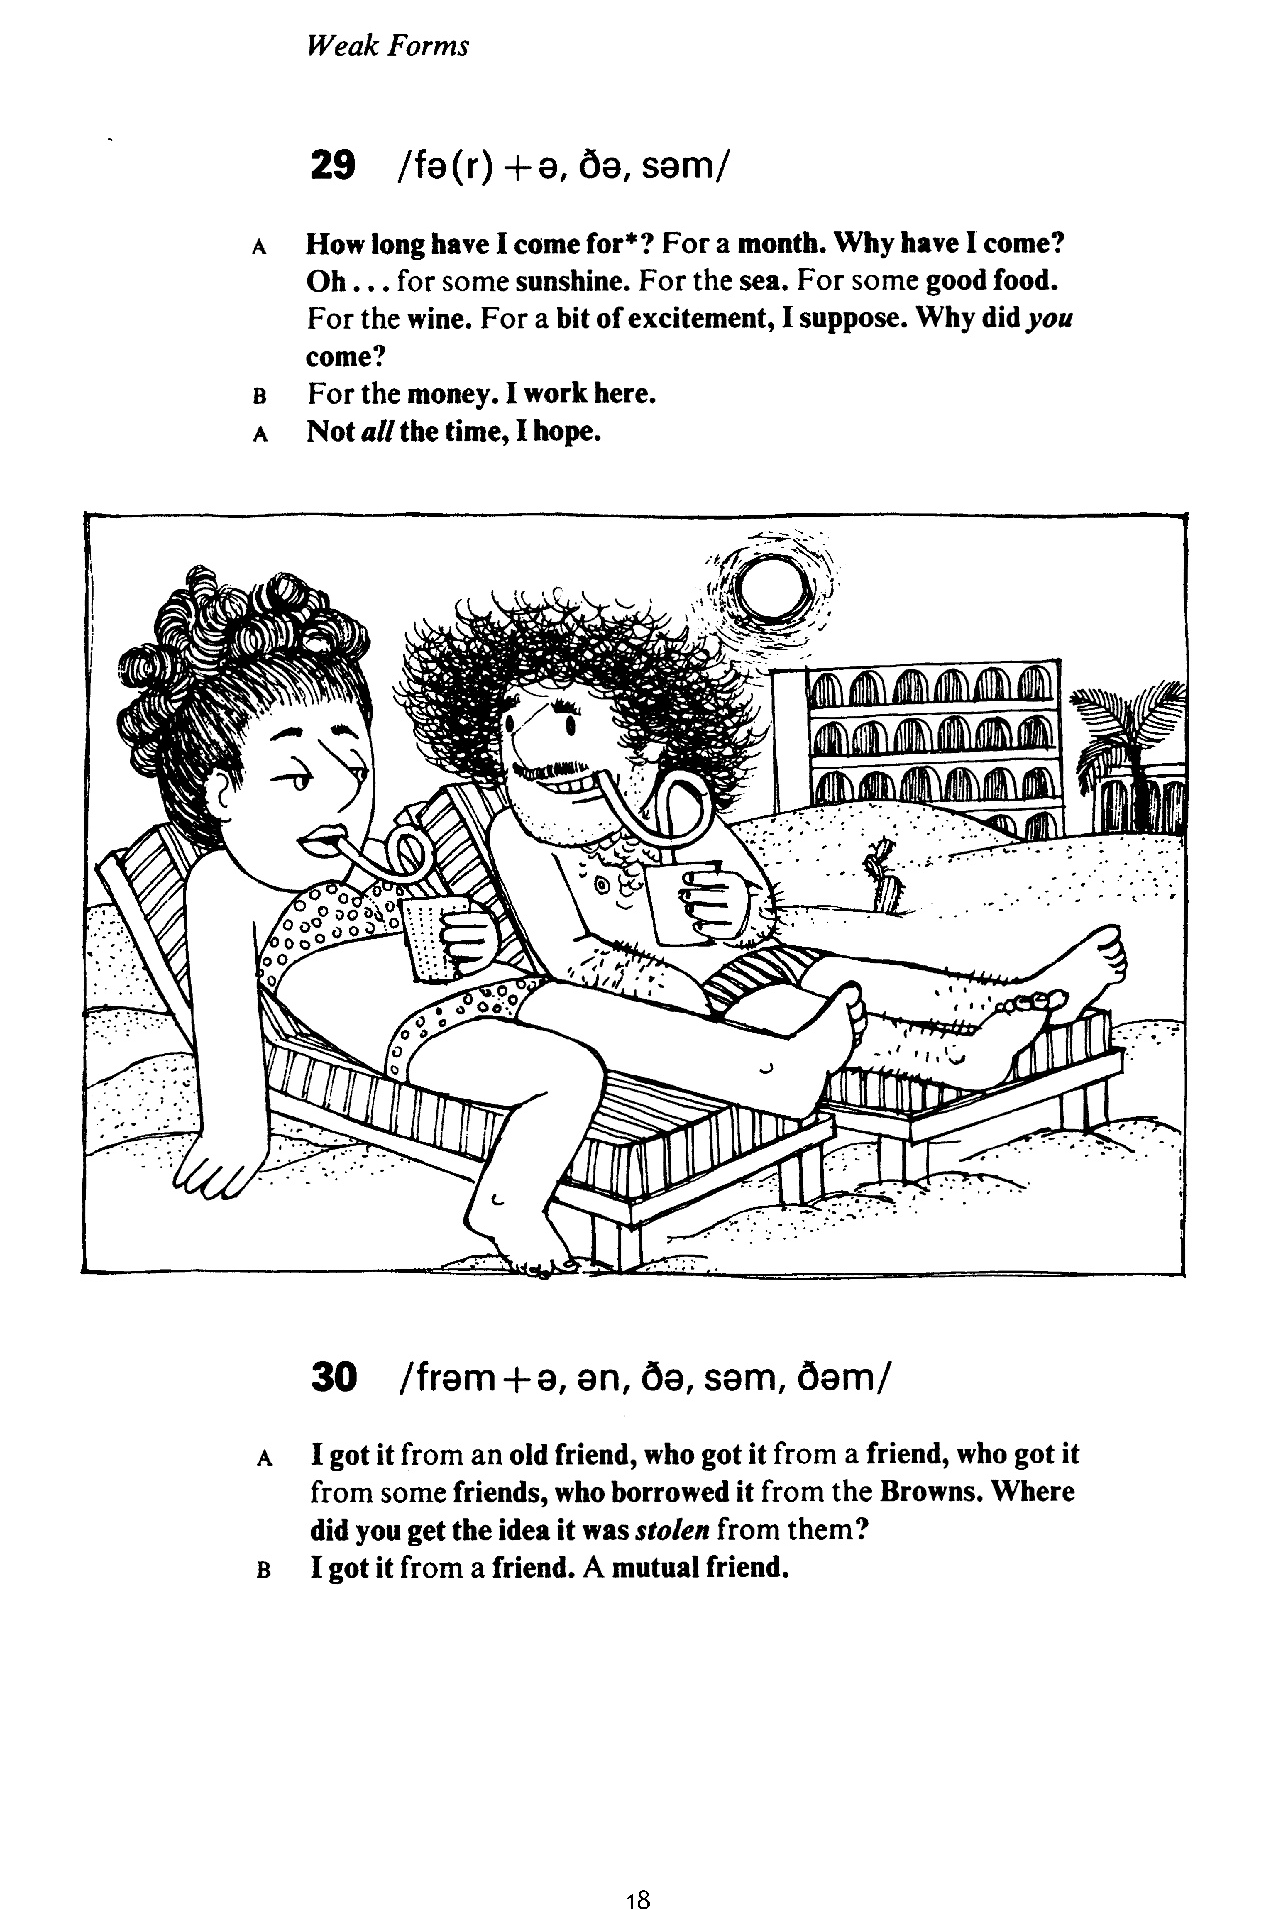 Weak Forms
29 /fə(r) + ə, ðə, səm/
A How long have I come for*? For a month. Why have I come?
Oh . . . for some sunshine. For the sea. For some good food.
For the wine. For a bit of excitement, I suppose. Why did you
come?
B For the money. I work here.
A Not all the time, I hope.
30 /frəm + ə, ən, ðə, səm, ðəm/
A I got it from an old friend, who got it from a friend, who got it
from some friends, who borrowed it from the Browns. Where
did you get the idea it was stolen from them?
B I got it from a friend. A mutual friend.
18